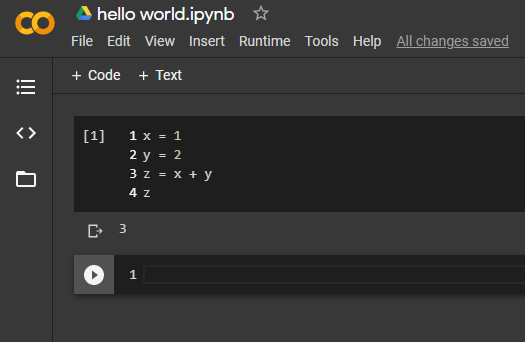 hello world.ipynb
File Edit View Insert Runtime Tools Help All changes saved
+ Code + Text
[1] 1 x = 1
2 y = 2
3 z = x + y
4 z
3
1